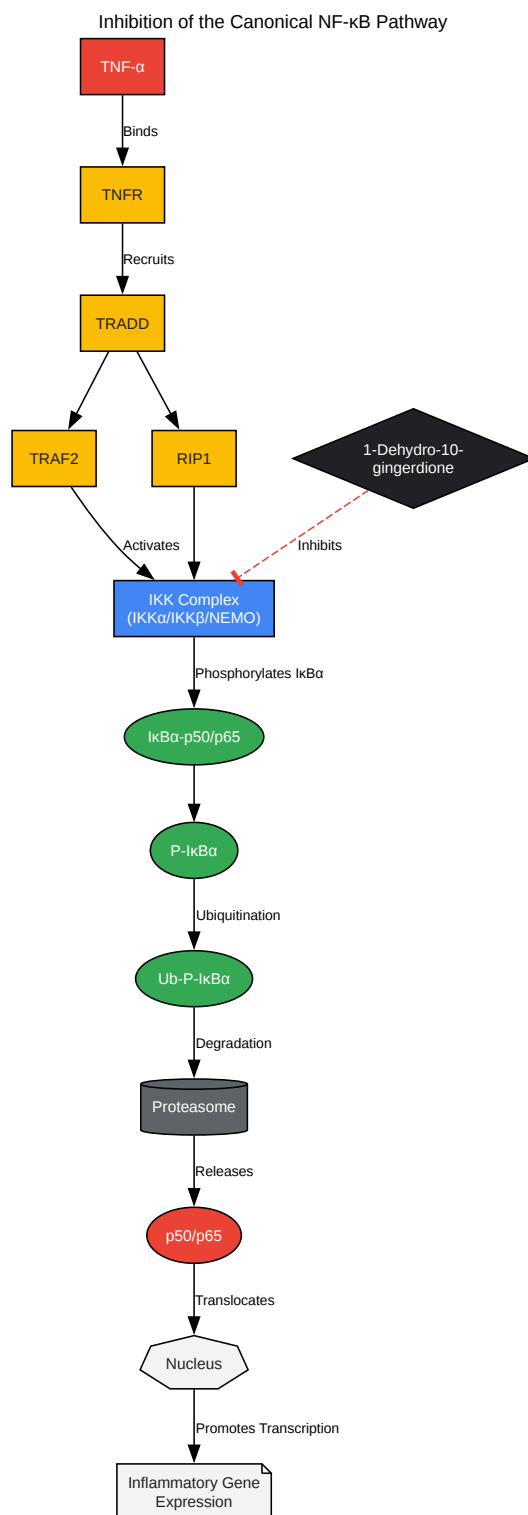 Inhibition of the Canonical NF-κB Pathway
TNF-α
Binds
TNFR
Recruits
TRADD
TRAF2
RIP1
1-Dehydro-10-
gingerdione
Activates
Inhibits
IKK Complex
(IKKα/IKKβ/NEMO)
Phosphorylates IκBα
IκBα-p50/p65
P-IκBα
Ubiquitination
Ub-P-IκBα
Degradation
Proteasome
Releases
p50/p65
Translocates
Nucleus
Promotes Transcription
Inflammatory Gene
Expression